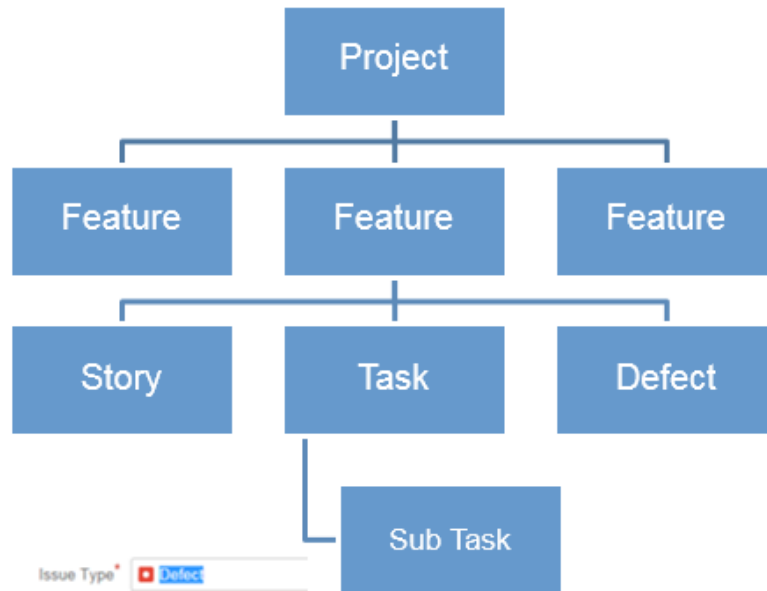 Project
Feature
Feature
Feature
Story
Task
Defect
Sub Task
Issue Type*
Defect